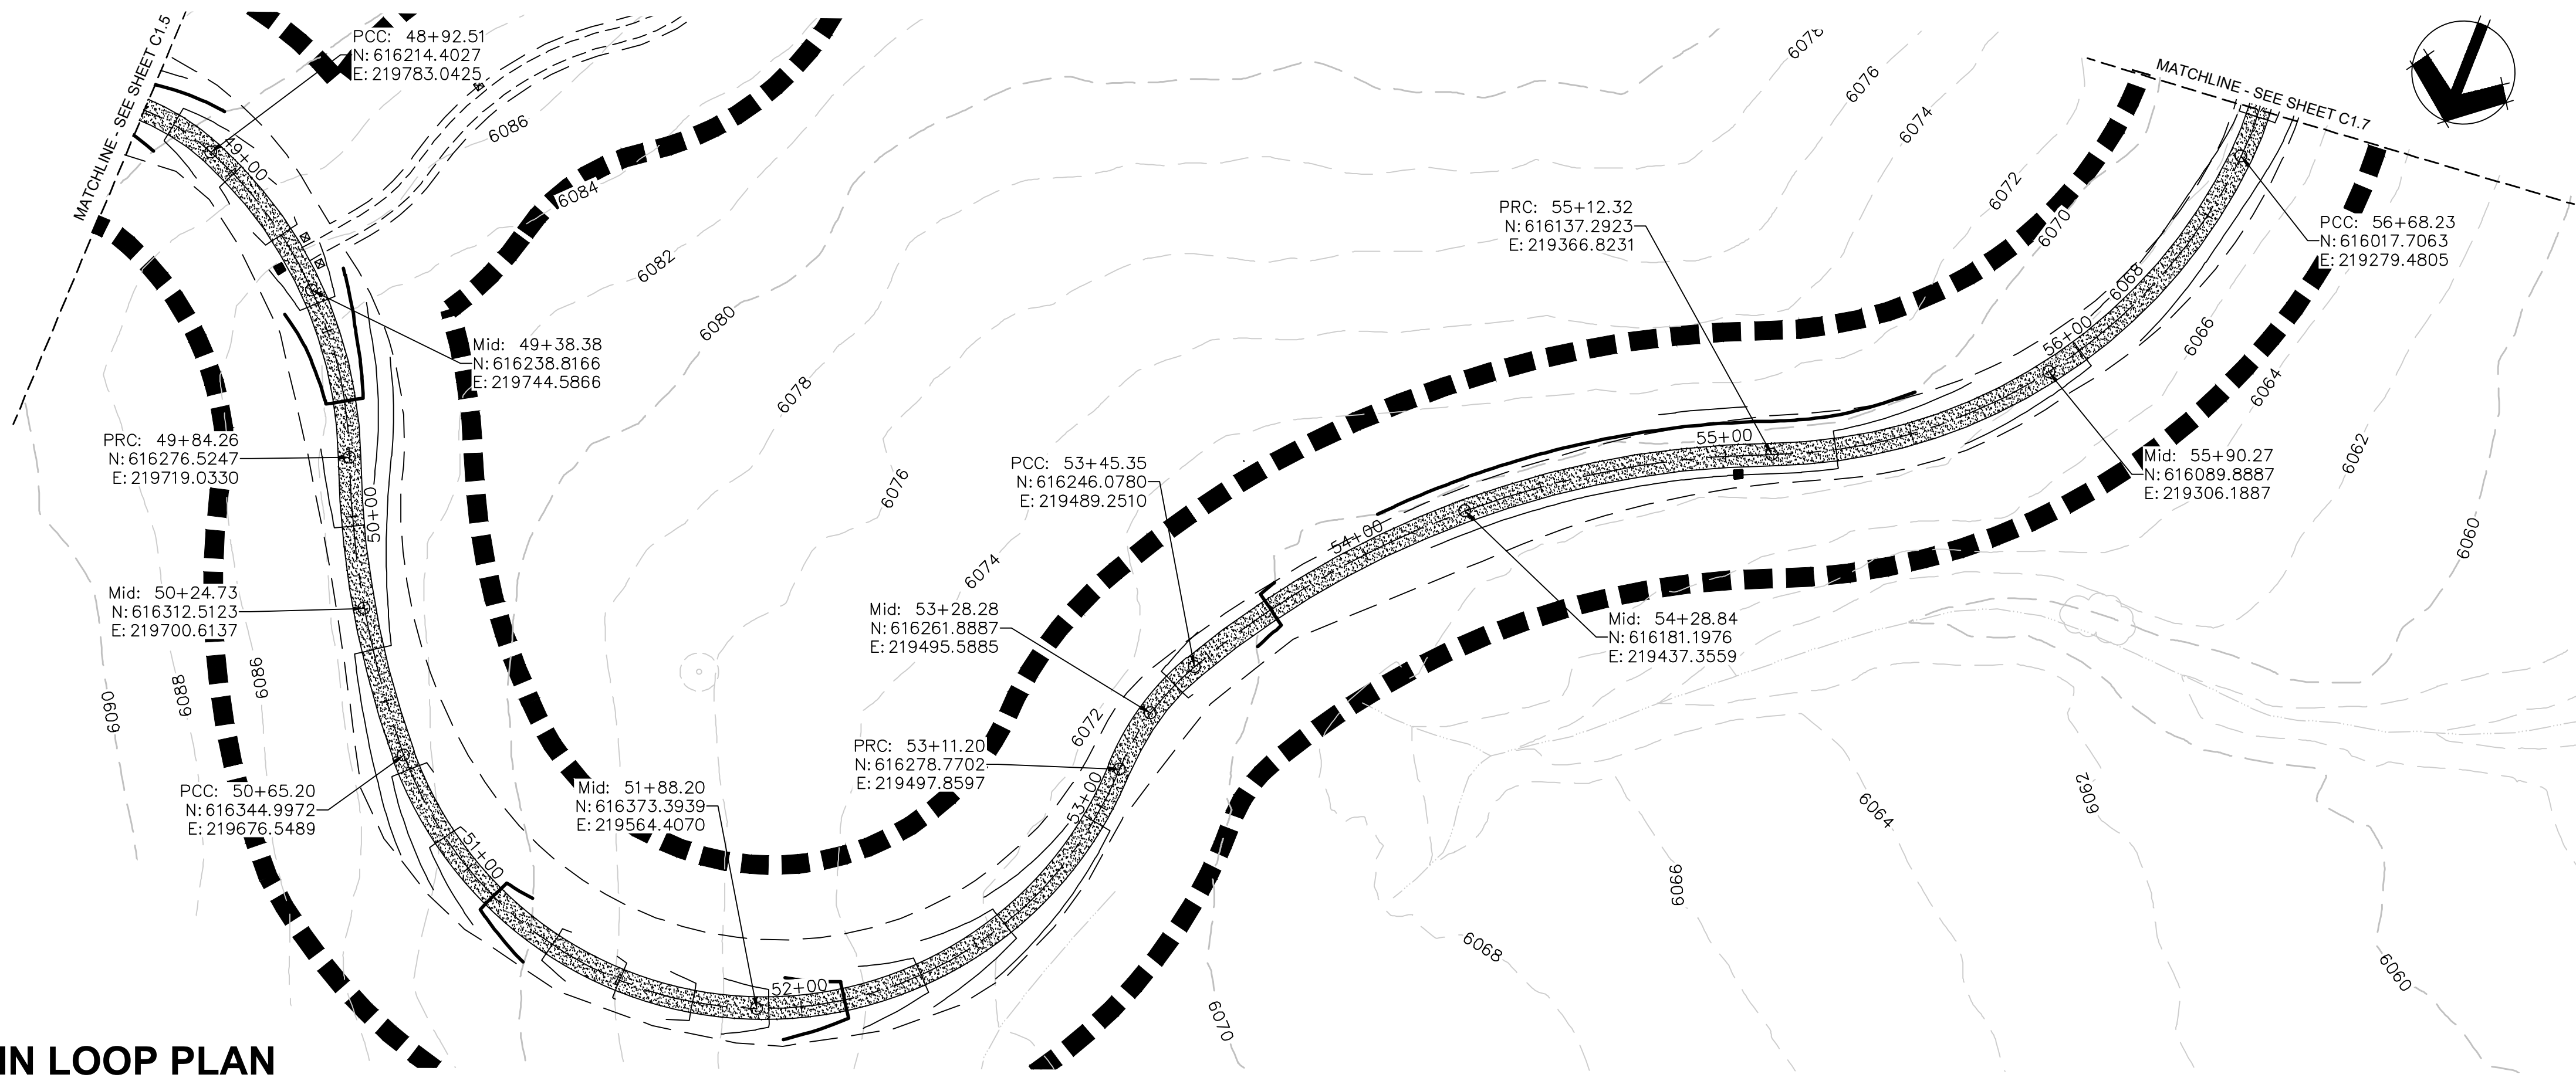 MATCHLINE - SEE SHEET C1.5
PCC: 48+92.51
N: 616214.4027
E: 219783.0425
49+00
Mid: 49+38.38
N: 616238.8166
E: 219744.5866
PRC: 49+84.26
N: 616276.5247
E: 219719.0330
50+00
Mid: 50+24.73
N: 616312.5123
E: 219700.6137
PCC: 50+65.20
N: 616344.9972
E: 219676.5489
51+00
Mid: 51+88.20
N: 616373.3939
E: 219564.4070
52+00
PRC: 53+11.20
N: 616278.7702
E: 219497.8597
53+00
Mid: 53+28.28
N: 616261.8887
E: 219495.5885
PCC: 53+45.35
N: 616246.0780
E: 219489.2510
54+00
Mid: 54+28.84
N: 616181.1976
E: 219437.3559
PRC: 55+12.32
N: 616137.2923
E: 219366.8231
55+00
Mid: 55+90.27
N: 616089.8887
E: 219306.1887
56+00
PCC: 56+68.23
N: 616017.7063
E: 219279.4805
MATCHLINE - SEE SHEET C1.7
6086
6084
6082
6080
6078
6076
6074
6072
6090
6088
6086
6078
6076
6074
6072
6070
6068
6066
6064
6062
6060
6062
6064
6066
6068
6070
6060
IN LOOP PLAN